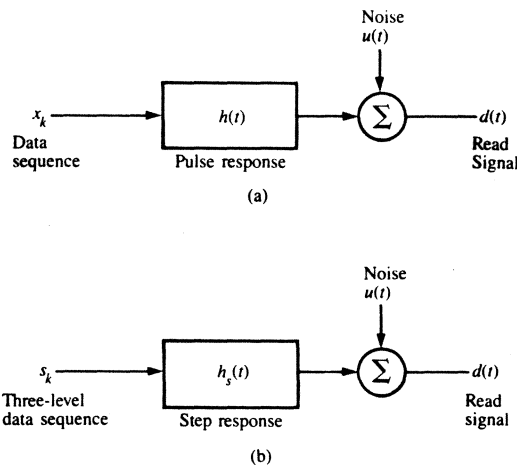 Noise
u(t)
x_k
h(t)
Σ
d(t)
Data
sequence
Pulse response
Read
Signal
(a)
Noise
u(t)
s_k
h_s(t)
Σ
d(t)
Three-level
data sequence
Step response
Read
signal
(b)